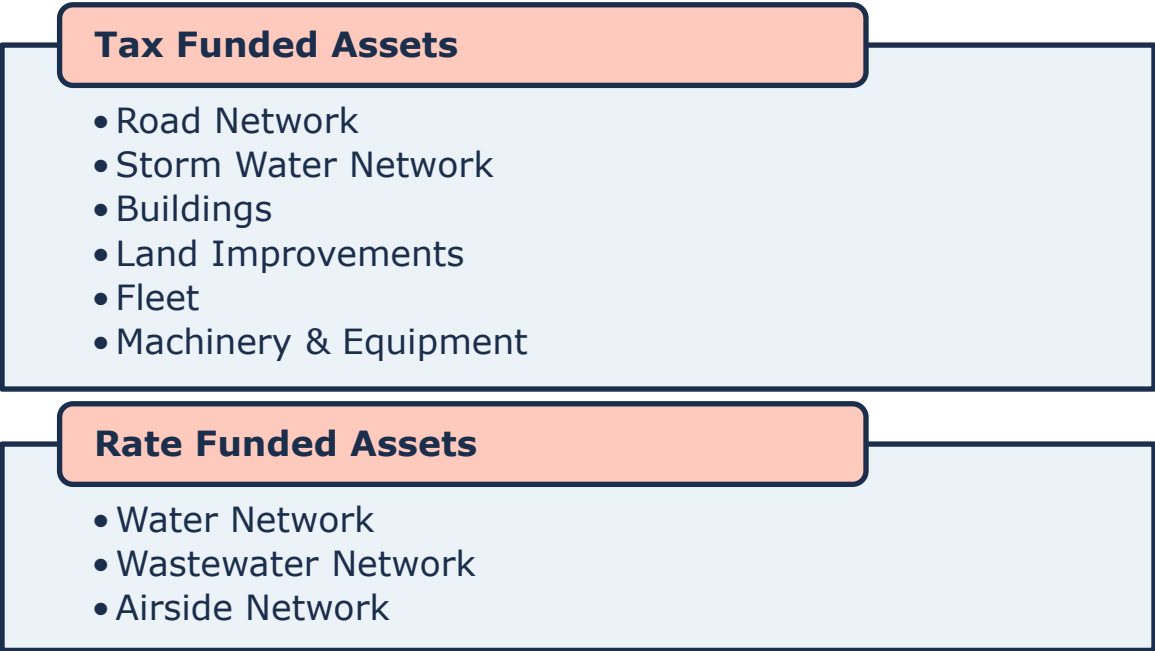 Tax Funded Assets
• Road Network
• Storm Water Network
• Buildings
• Land Improvements
• Fleet
• Machinery & Equipment
Rate Funded Assets
• Water Network
• Wastewater Network
• Airside Network